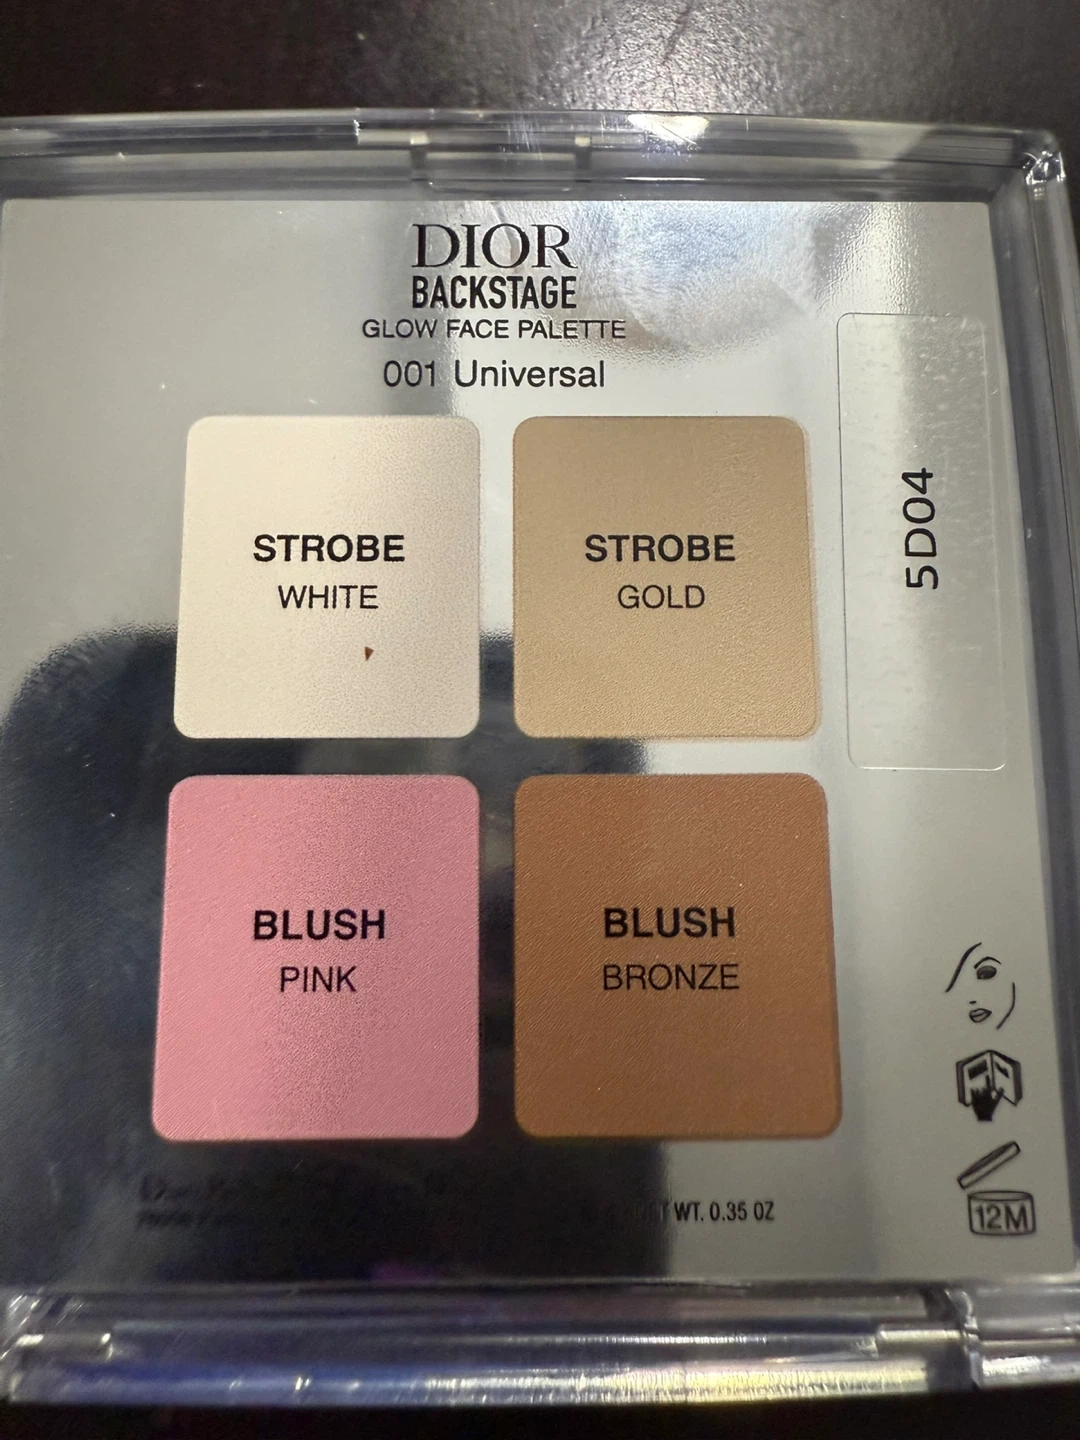 DIOR
BACKSTAGE
GLOW FACE PALETTE
001 Universal
STROBE
WHITE
STROBE
GOLD
5D04
BLUSH
PINK
BLUSH
BRONZE
WT. 0.35 OZ
12M